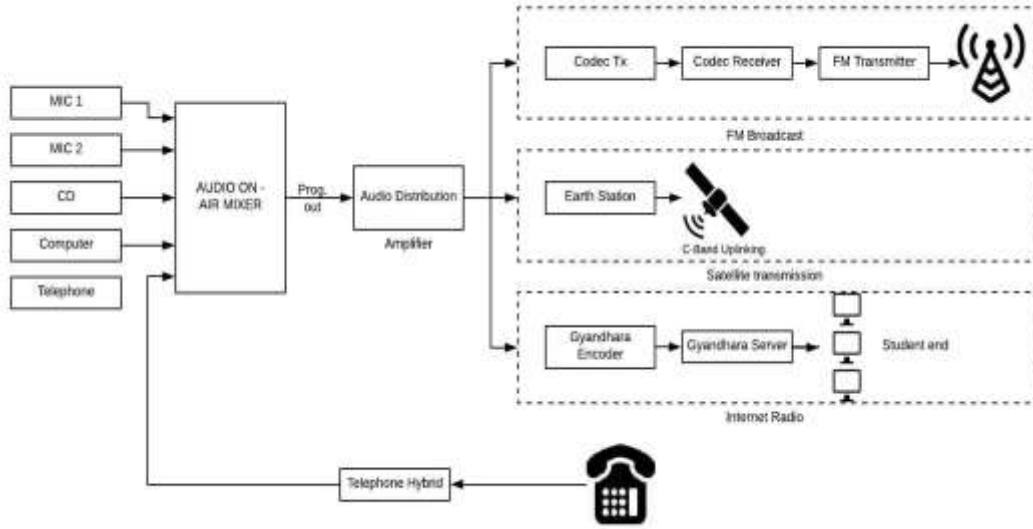 MIC 1
MIC 2
CD
Computer
Telephone
AUDIO ON -
AIR MIXER
Prog.
out
Audio Distribution
Amplifier
Codec Tx
Codec Receiver
FM Transmitter
FM Broadcast
Earth Station
C-Band Uplinking
Satellite transmission
Gyandhara
Encoder
Gyandhara Server
Student end
Internet Radio
Telephone Hybrid